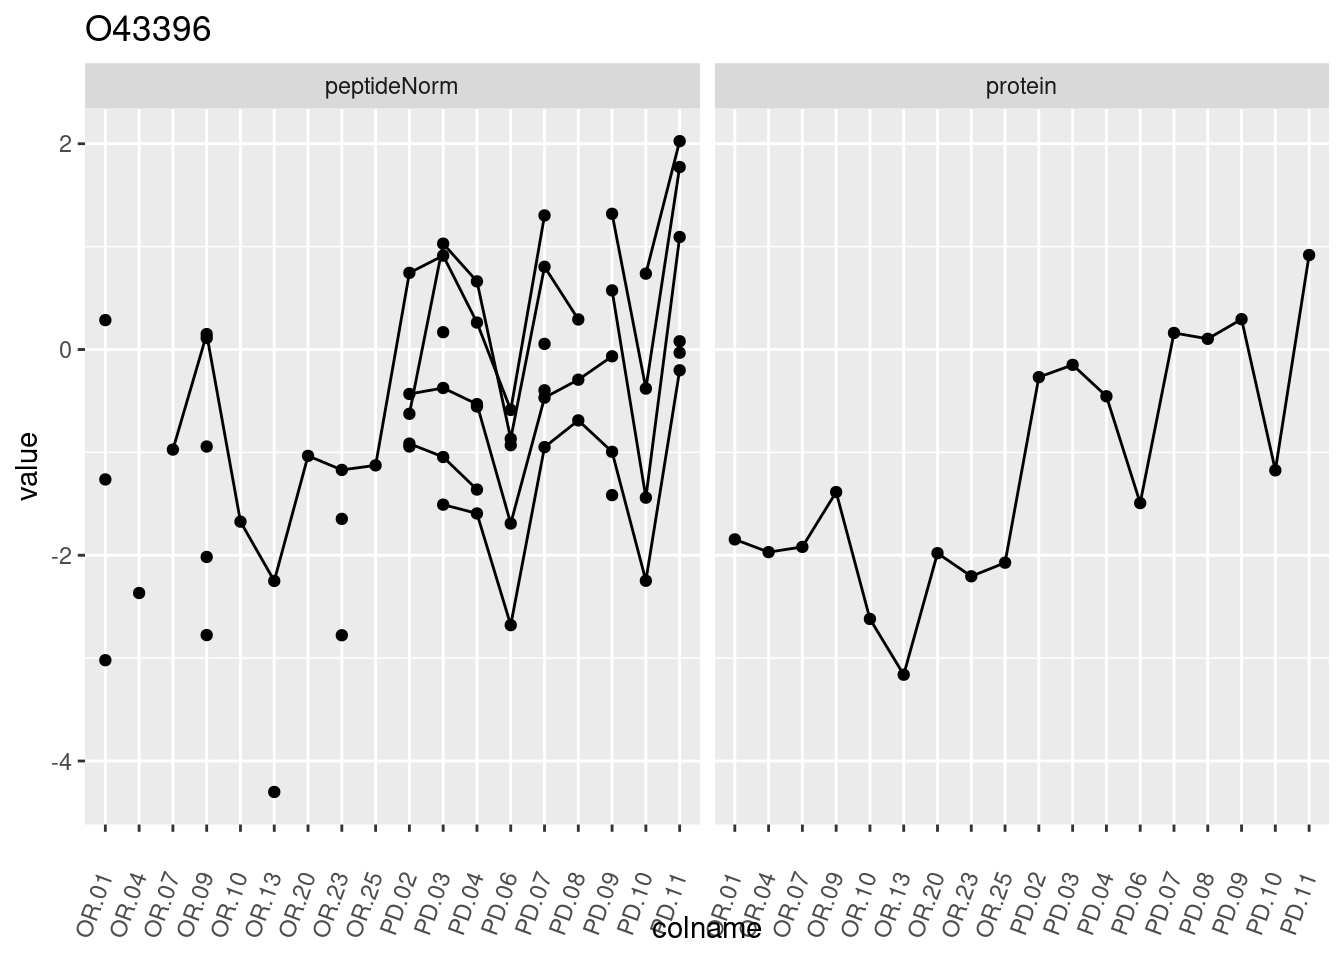 O43396
peptideNorm
protein
value
2
0
-2
-4
OR.01 OR.04 OR.07 OR.09 OR.10 OR.13 OR.20 OR.23 OR.25 PD.02 PD.03 PD.04 PD.06 PD.07 PD.08 PD.09 PD.10 PD.11
OR.01 OR.04 OR.07 OR.09 OR.10 OR.13 OR.20 OR.23 OR.25 PD.02 PD.03 PD.04 PD.06 PD.07 PD.08 PD.09 PD.10 PD.11
colname